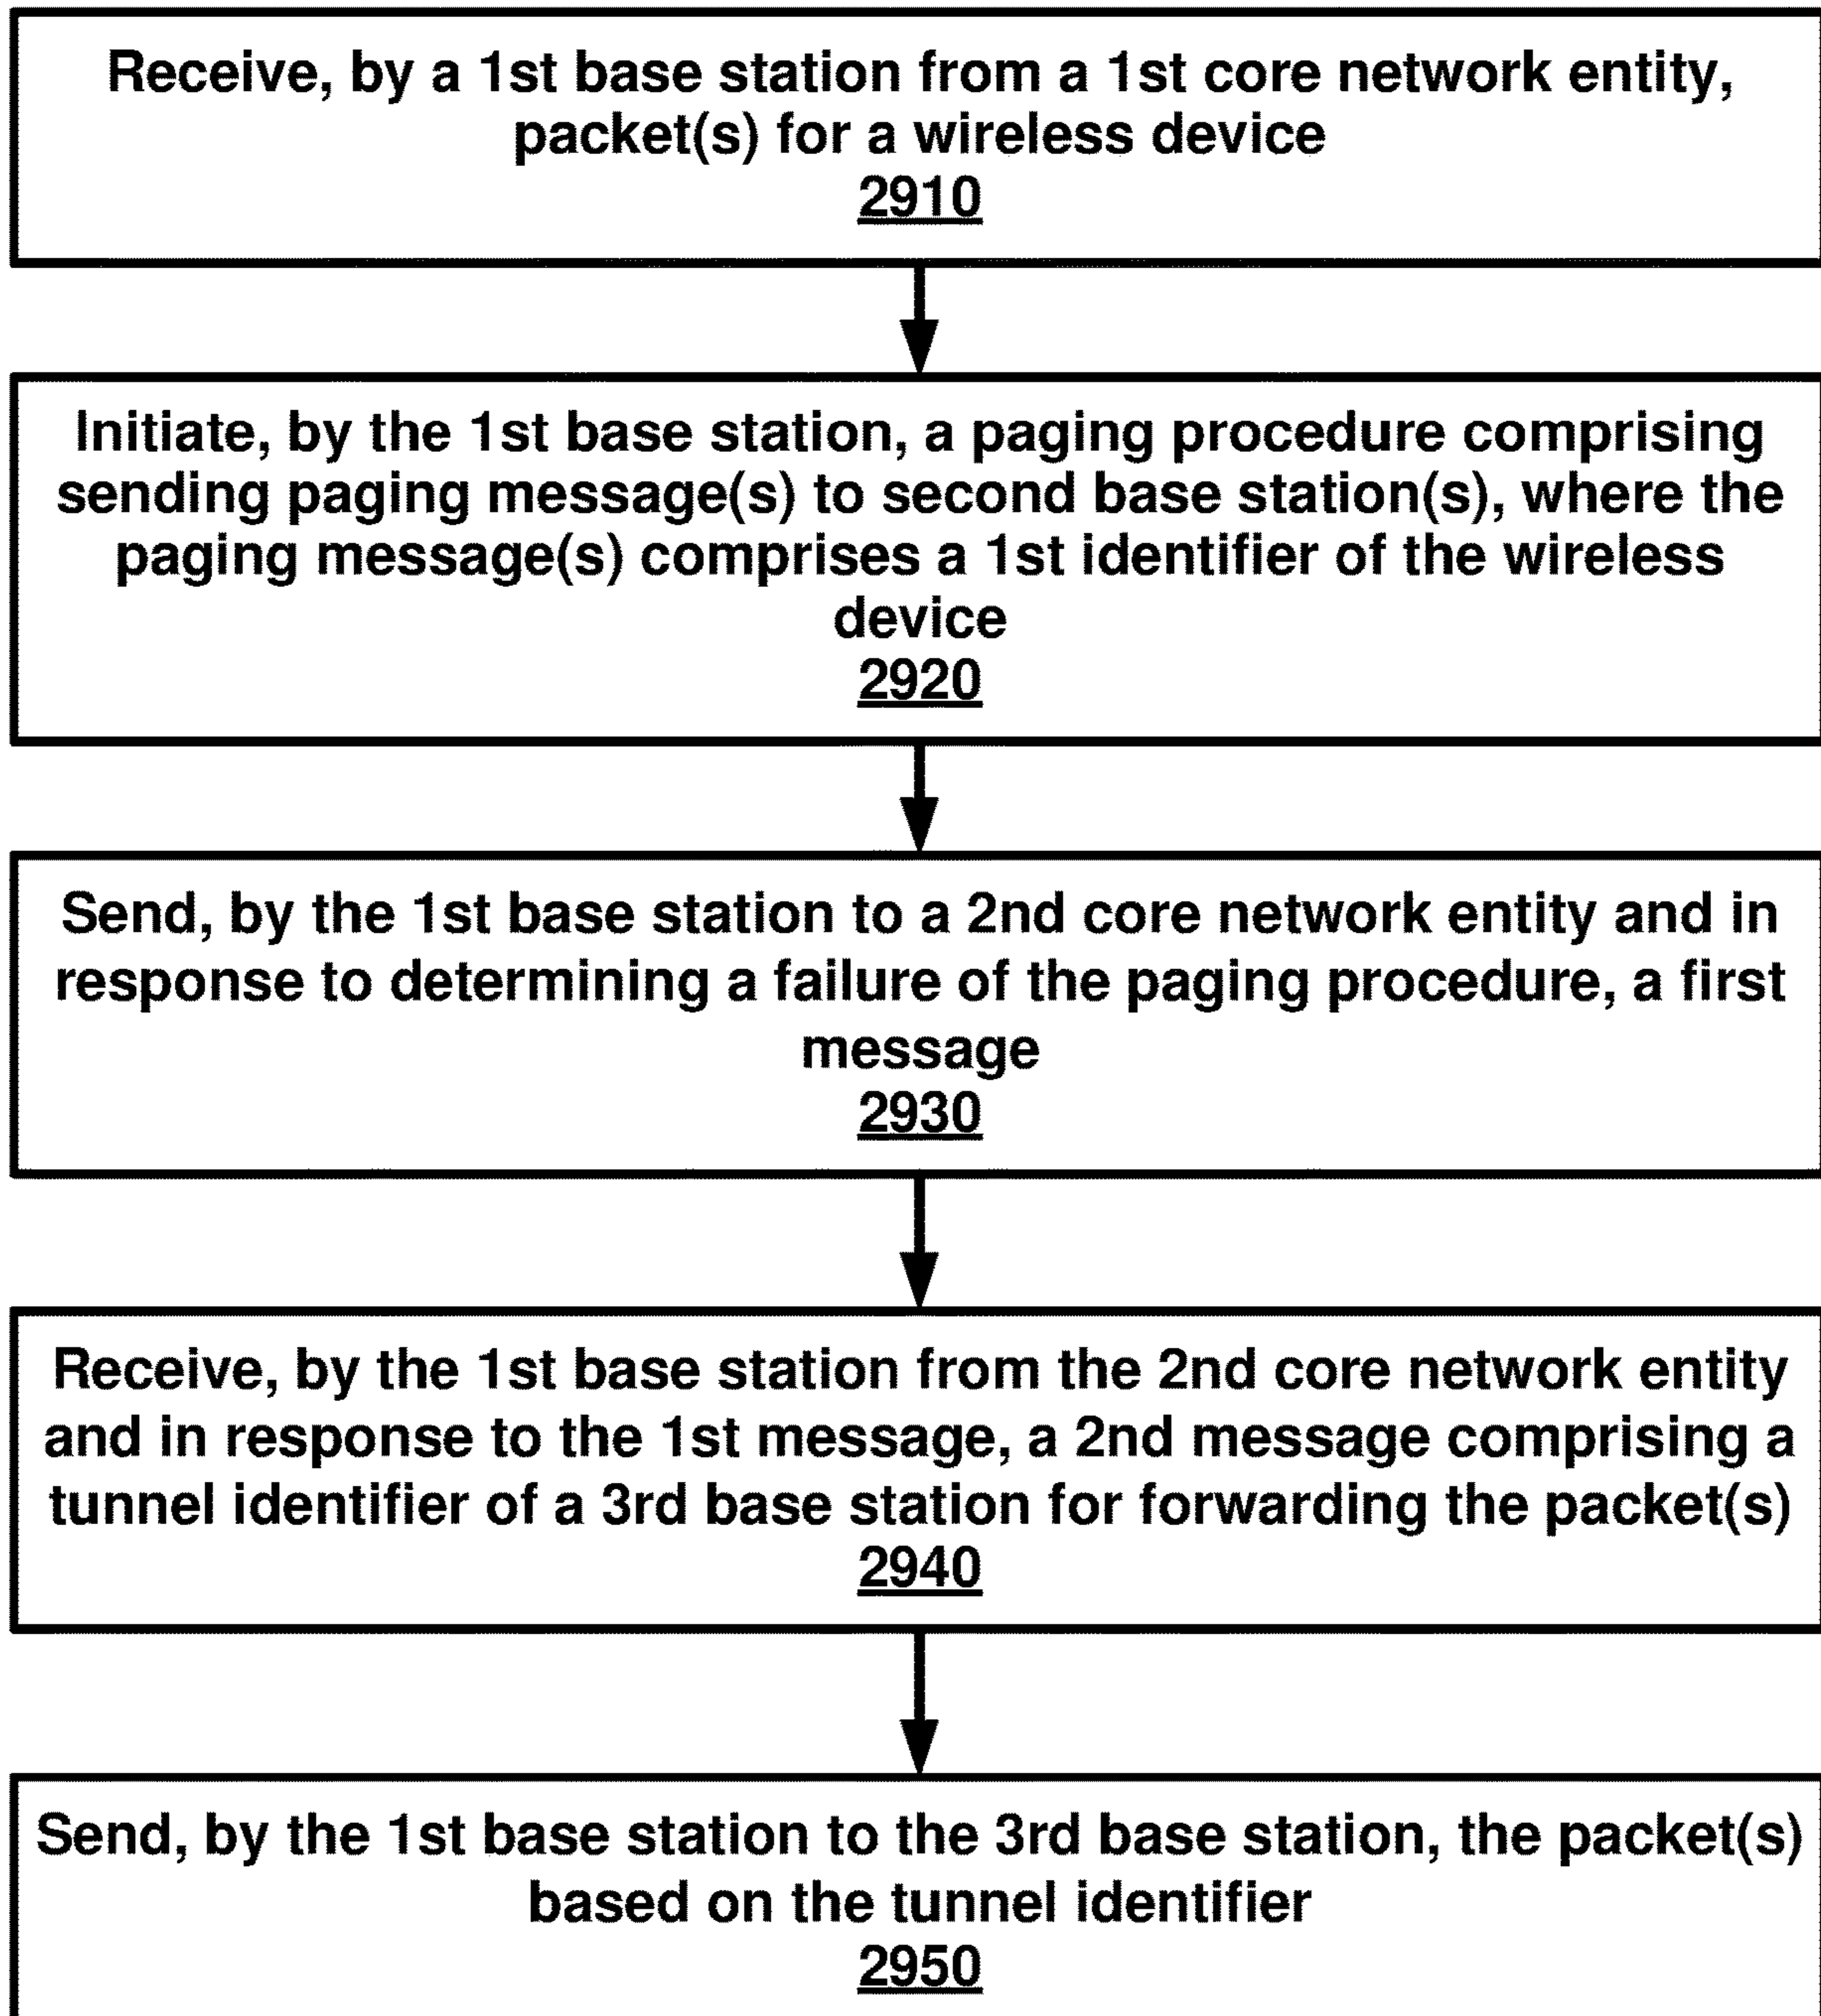 Receive, by a 1st base station from a 1st core network entity,
packet(s) for a wireless device
2910
Initiate, by the 1st base station, a paging procedure comprising
sending paging message(s) to second base station(s), where the
paging message(s) comprises a 1st identifier of the wireless
device
2920
Send, by the 1st base station to a 2nd core network entity and in
response to determining a failure of the paging procedure, a first
message
2930
Receive, by the 1st base station from the 2nd core network entity
and in response to the 1st message, a 2nd message comprising a
tunnel identifier of a 3rd base station for forwarding the packet(s)
2940
Send, by the 1st base station to the 3rd base station, the packet(s)
based on the tunnel identifier
2950